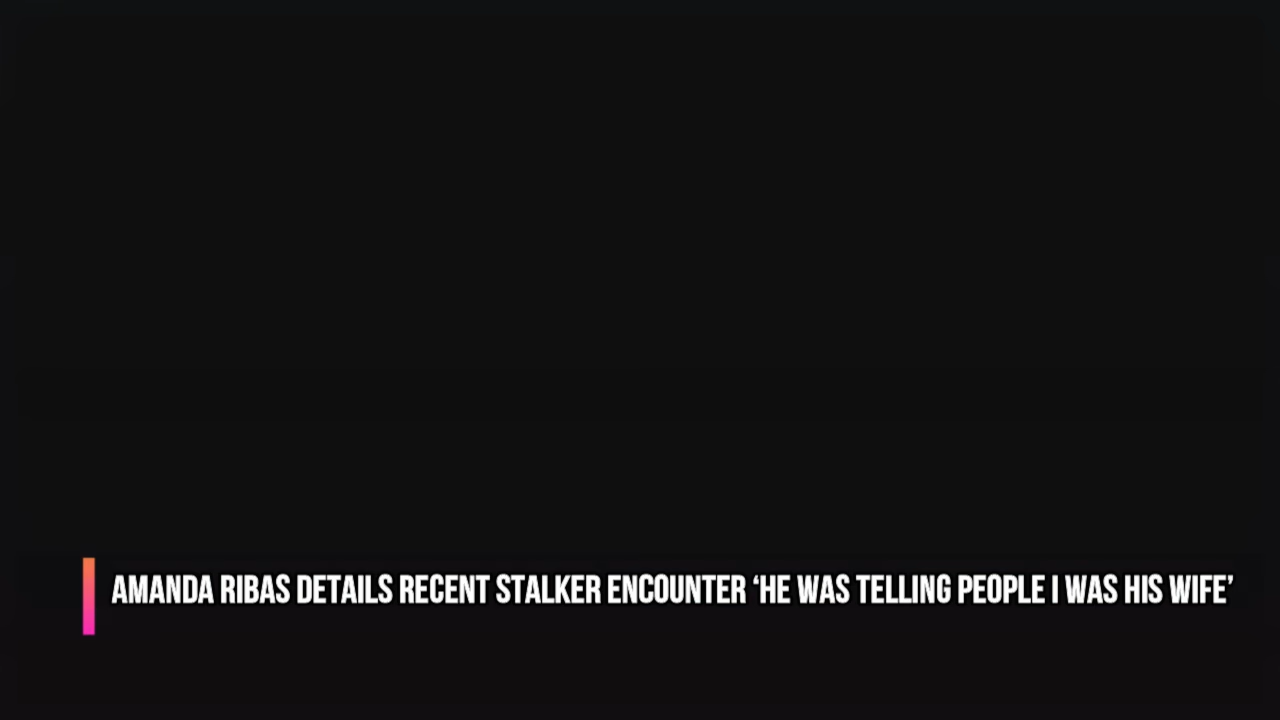 AMANDA RIBAS DETAILS RECENT STALKER ENCOUNTER ‘HE WAS TELLING PEOPLE I WAS HIS WIFE’